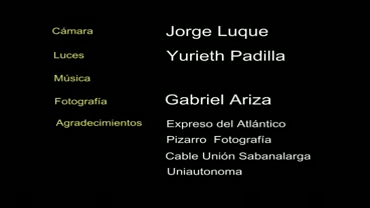 Cámara Jorge Luque
Luces Yurieth Padilla
Música
Fotografía Gabriel Ariza
Agradecimientos Expreso del Atlántico
Pizarro Fotografía
Cable Unión Sabanalarga
Uniautonoma